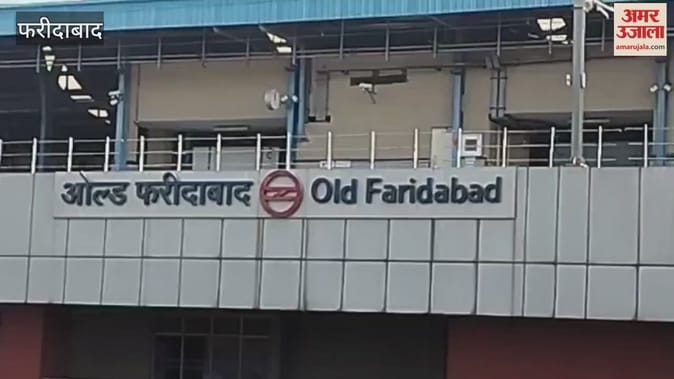 फरीदाबाद
अमर उजाला
amarujala.com
ओल्ड फरीदाबाद Old Faridabad